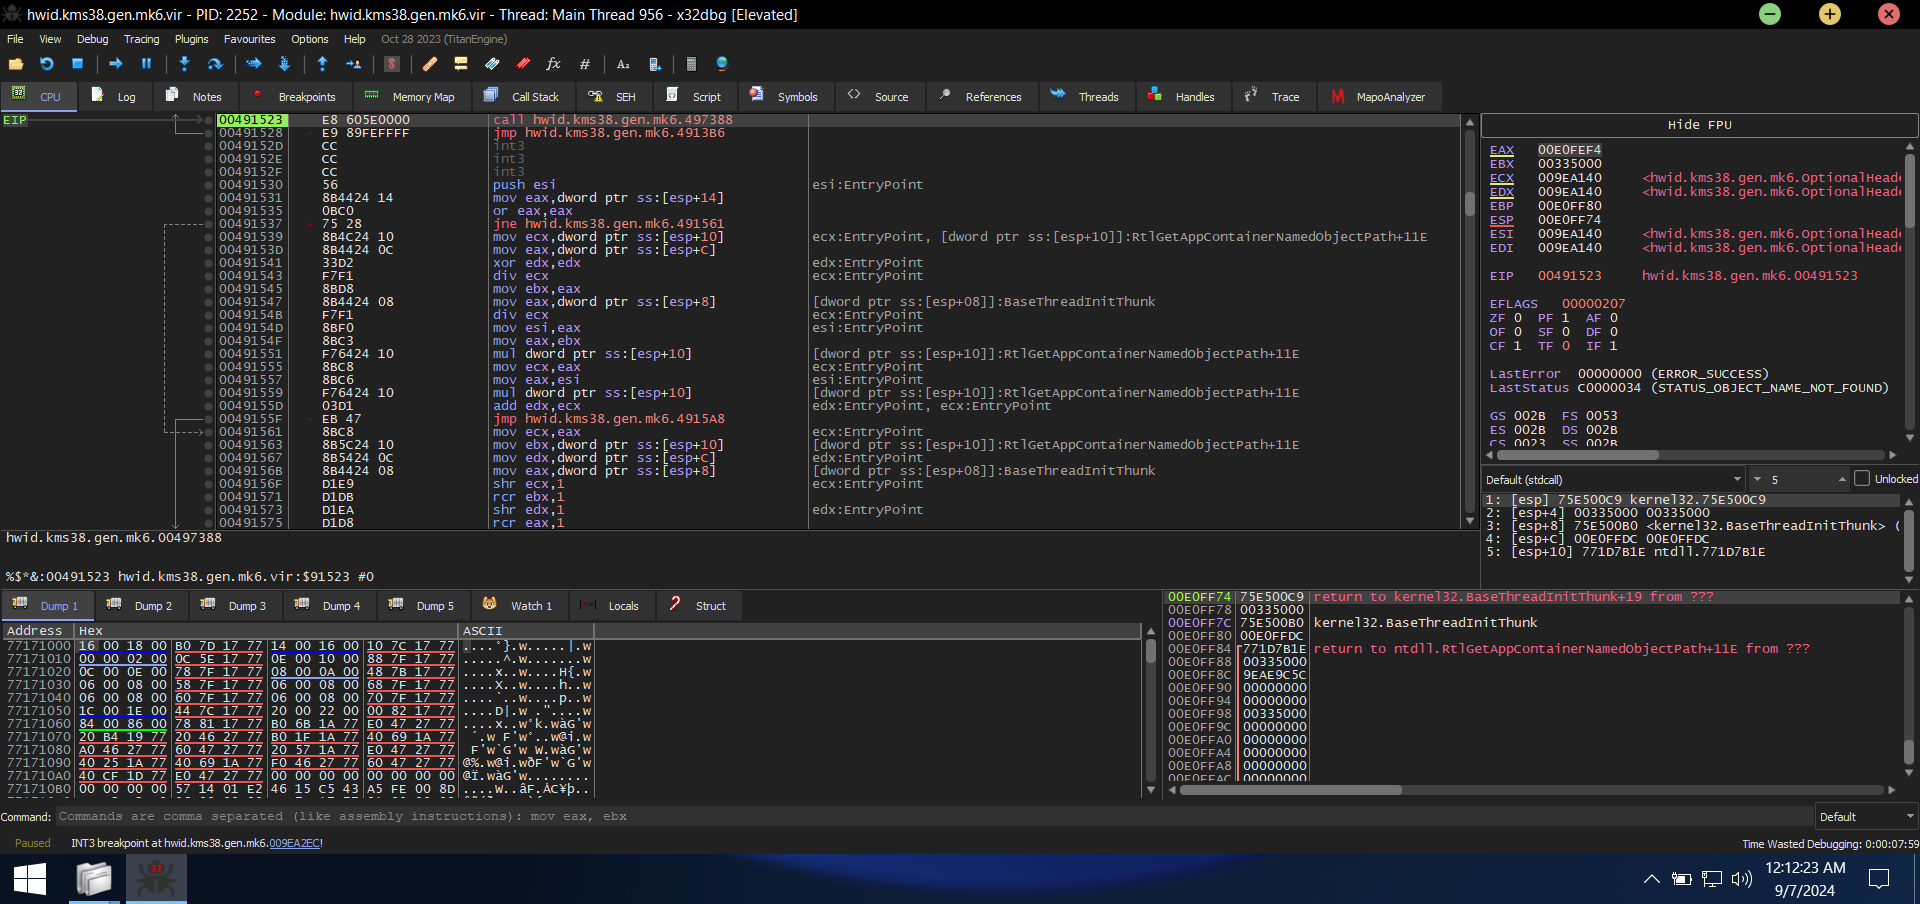 hwid.kms38.gen.mk6.vir - PID: 2252 - Module: hwid.kms38.gen.mk6.vir - Thread: Main Thread 956 - x32dbg [Elevated]
File View Debug Tracing Plugins Favourites Options Help Oct 28 2023 (TitanEngine)
CPU Log Notes Breakpoints Memory Map Call Stack SEH Script Symbols Source References Threads Handles Trace MapoAnalyzer
EIP 00491523 E8 605E0000 call hwid.kms38.gen.mk6.497388
00491528 E9 89FEFFFF jmp hwid.kms38.gen.mk6.4913B6
0049152D CC int3
0049152E CC int3
0049152F CC int3
00491530 56 push esi esi:EntryPoint
00491531 8B4424 14 mov eax,dword ptr ss:[esp+14]
00491535 0BC0 or eax,eax
00491537 75 28 jne hwid.kms38.gen.mk6.491561
00491539 8B4C24 10 mov ecx,dword ptr ss:[esp+10] ecx:EntryPoint, [dword ptr ss:[esp+10]]:RtlGetAppContainerNamedObjectPath+11E
0049153D 8B4424 0C mov eax,dword ptr ss:[esp+C]
00491541 33D2 xor edx,edx edx:EntryPoint
00491543 F7F1 div ecx ecx:EntryPoint
00491545 8BD8 mov ebx,eax
00491547 8B4424 08 mov eax,dword ptr ss:[esp+8] [dword ptr ss:[esp+08]]:BaseThreadInitThunk
0049154B F7F1 div ecx ecx:EntryPoint
0049154D 8BF0 mov esi,eax esi:EntryPoint
0049154F 8BC3 mov eax,ebx
00491551 F76424 10 mul dword ptr ss:[esp+10] [dword ptr ss:[esp+10]]:RtlGetAppContainerNamedObjectPath+11E
00491555 8BC8 mov ecx,eax ecx:EntryPoint
00491557 8BC6 mov eax,esi esi:EntryPoint
00491559 F76424 10 mul dword ptr ss:[esp+10] [dword ptr ss:[esp+10]]:RtlGetAppContainerNamedObjectPath+11E
0049155D 03D1 add edx,ecx edx:EntryPoint, ecx:EntryPoint
0049155F EB 47 jmp hwid.kms38.gen.mk6.4915A8
00491561 8BC8 mov ecx,eax ecx:EntryPoint
00491563 8B5C24 10 mov ebx,dword ptr ss:[esp+10] [dword ptr ss:[esp+10]]:RtlGetAppContainerNamedObjectPath+11E
00491567 8B5424 0C mov edx,dword ptr ss:[esp+C] edx:EntryPoint
0049156B 8B4424 08 mov eax,dword ptr ss:[esp+8] [dword ptr ss:[esp+08]]:BaseThreadInitThunk
0049156F D1E9 shr ecx,1 ecx:EntryPoint
00491571 D1DB rcr ebx,1
00491573 D1EA shr edx,1 edx:EntryPoint
00491575 D1D8 rcr eax,1
hwid.kms38.gen.mk6.00497388
%$*&:00491523 hwid.kms38.gen.mk6.vir:$91523 #0
Hide FPU
EAX 00E0FEF4
EBX 00335000
ECX 009EA140 <hwid.kms38.gen.mk6.OptionalHeade
EDX 009EA140 <hwid.kms38.gen.mk6.OptionalHeade
EBP 00E0FF80
ESP 00E0FF74
ESI 009EA140 <hwid.kms38.gen.mk6.OptionalHeade
EDI 009EA140 <hwid.kms38.gen.mk6.OptionalHeade
EIP 00491523 hwid.kms38.gen.mk6.00491523
EFLAGS 00000207
ZF 0 PF 1 AF 0
OF 0 SF 0 DF 0
CF 1 TF 0 IF 1
LastError 00000000 (ERROR_SUCCESS)
LastStatus C0000034 (STATUS_OBJECT_NAME_NOT_FOUND)
GS 002B FS 0053
ES 002B DS 002B
CS 0023 SS 002B
Default (stdcall) 5 Unlocked
1: [esp] 75E500C9 kernel32.75E500C9
2: [esp+4] 00335000 00335000
3: [esp+8] 75E500B0 <kernel32.BaseThreadInitThunk> (
4: [esp+C] 00E0FFDC 00E0FFDC
5: [esp+10] 771D7B1E ntdll.771D7B1E
Dump 1 Dump 2 Dump 3 Dump 4 Dump 5 Watch 1 Locals Struct
Address Hex ASCII
77171000 16 00 18 00 B0 7D 17 77 14 00 16 00 10 7C 17 77 ....°}.w.....|.w
77171010 00 00 02 00 0C 5E 17 77 0E 00 10 00 88 7F 17 77 .....^.w.......w
77171020 0C 00 0E 00 78 7F 17 77 08 00 0A 00 48 7B 17 77 ....x..w....H{.w
77171030 06 00 08 00 58 7F 17 77 06 00 08 00 68 7F 17 77 ....X..w....h..w
77171040 06 00 08 00 60 7F 17 77 06 00 08 00 70 7F 17 77 ....`..w....p..w
77171050 1C 00 1E 00 44 7C 17 77 20 00 22 00 00 82 17 77 ....D|.w ."....w
77171060 84 00 86 00 78 81 17 77 B0 6B 1A 77 E0 47 27 77 ....x..w°k.wàG'w
77171070 20 B4 19 77 20 46 27 77 B0 1F 1A 77 40 69 1A 77  ´.w F'w°..w@i.w
77171080 A0 46 27 77 60 47 27 77 20 57 1A 77 E0 47 27 77  F'w`G'w W.wàG'w
77171090 40 25 1A 77 40 69 1A 77 F0 46 27 77 60 47 27 77 @%.w@i.wðF'w`G'w
771710A0 40 CF 1D 77 E0 47 27 77 00 00 00 00 00 00 00 00 @Ï.wàG'w........
771710B0 00 00 00 00 57 14 01 E2 46 15 C5 43 A5 FE 00 8D ....W..âF.ÅC¥þ..
00E0FF74 75E500C9 return to kernel32.BaseThreadInitThunk+19 from ???
00E0FF78 00335000
00E0FF7C 75E500B0 kernel32.BaseThreadInitThunk
00E0FF80 00E0FFDC
00E0FF84 771D7B1E return to ntdll.RtlGetAppContainerNamedObjectPath+11E from ???
00E0FF88 00335000
00E0FF8C 9EAE9C5C
00E0FF90 00000000
00E0FF94 00000000
00E0FF98 00335000
00E0FF9C 00000000
00E0FFA0 00000000
00E0FFA4 00000000
00E0FFA8 00000000
00E0FFAC 00000000
Command: Commands are comma separated (like assembly instructions): mov eax, ebx Default
Paused INT3 breakpoint at hwid.kms38.gen.mk6.009EA2EC! Time Wasted Debugging: 0:00:07:59
12:12:23 AM
9/7/2024